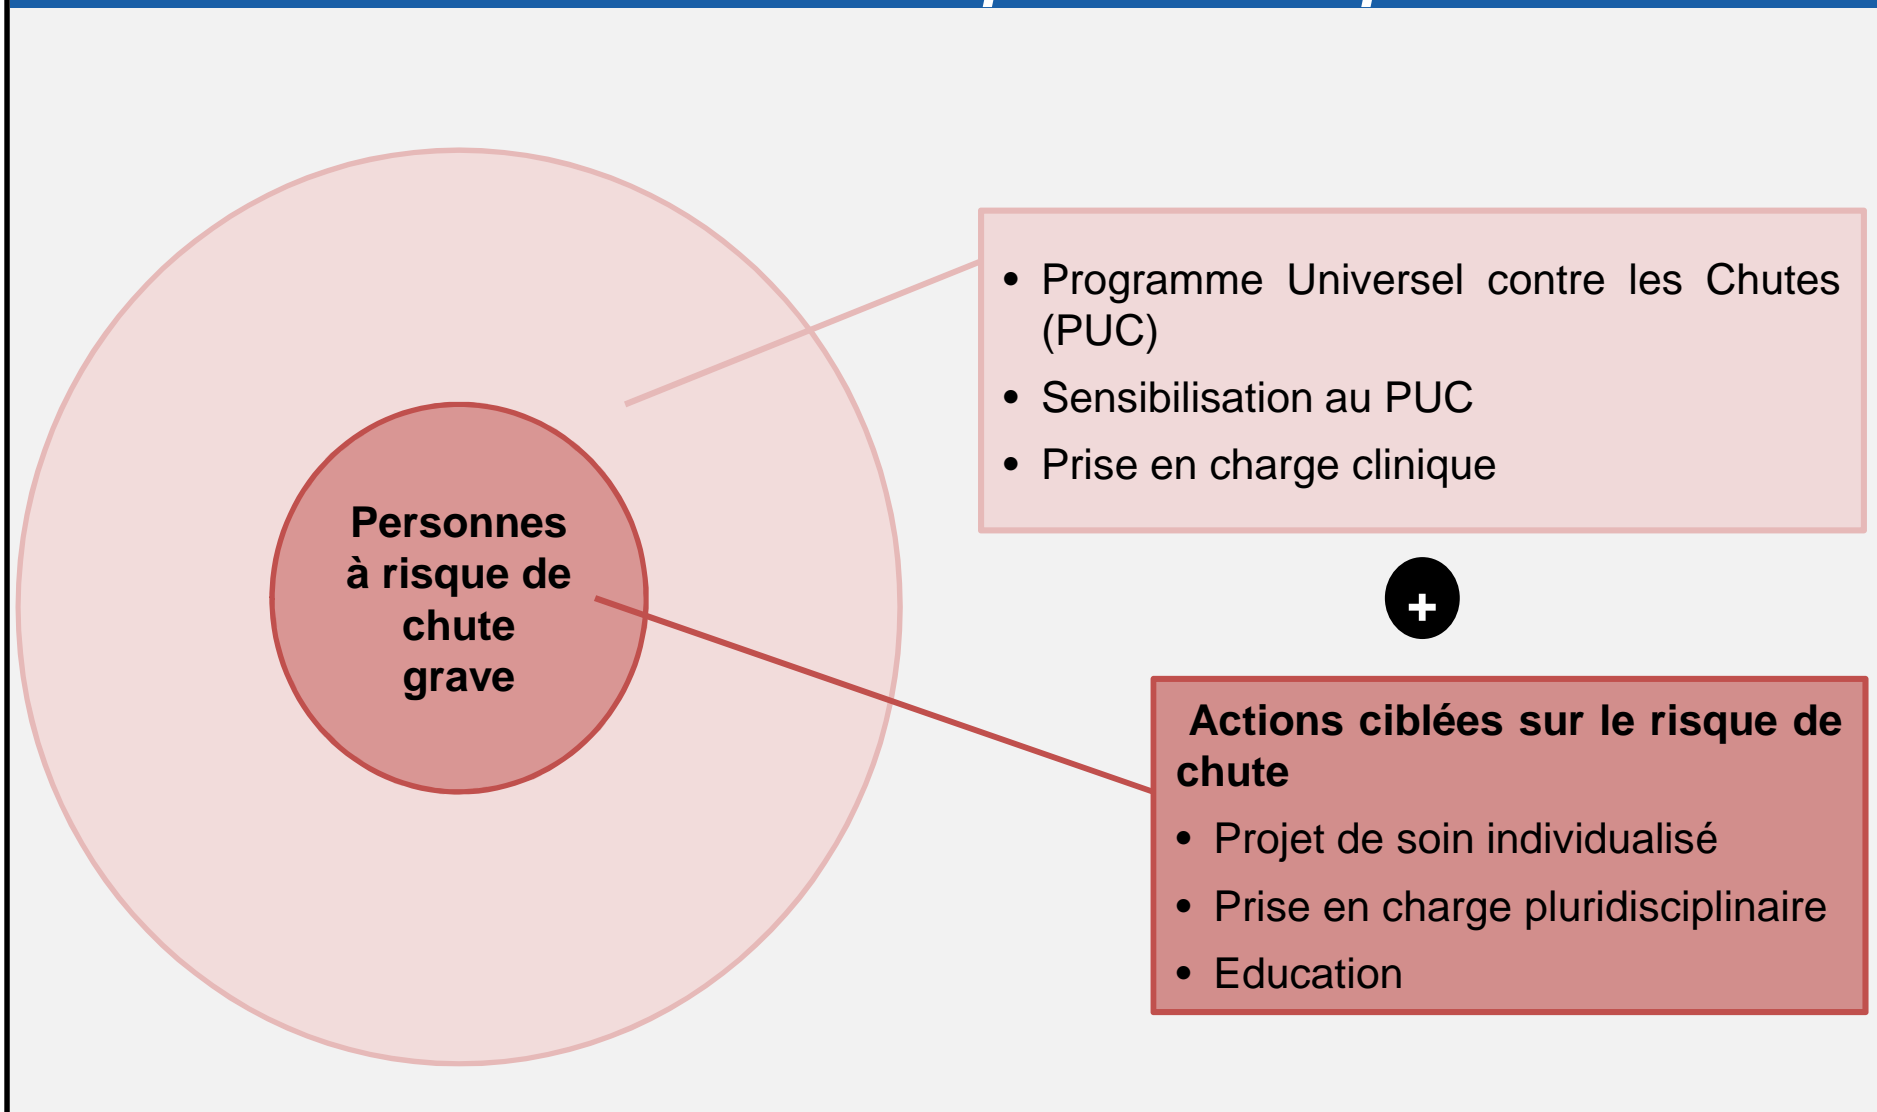 Personnes
à risque de
chute
grave
• Programme Universel contre les Chutes
(PUC)
• Sensibilisation au PUC
• Prise en charge clinique
+
Actions ciblées sur le risque de
chute
• Projet de soin individualisé
• Prise en charge pluridisciplinaire
• Education